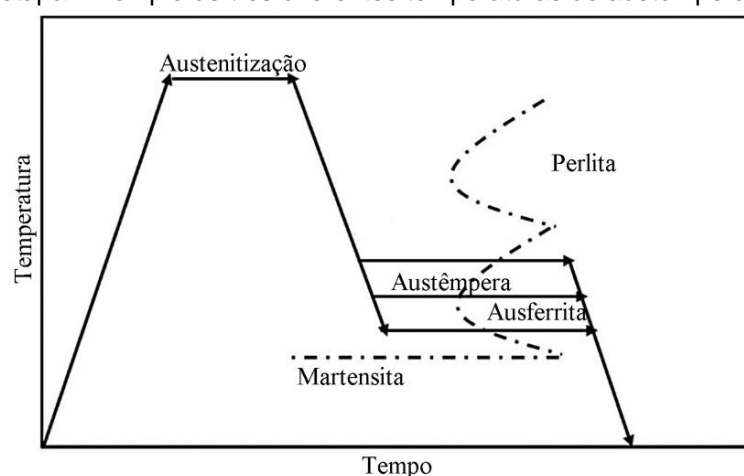 Austenitização
Perlita
Temperatura
Austêmpera
Ausferrita
Martensita
Tempo